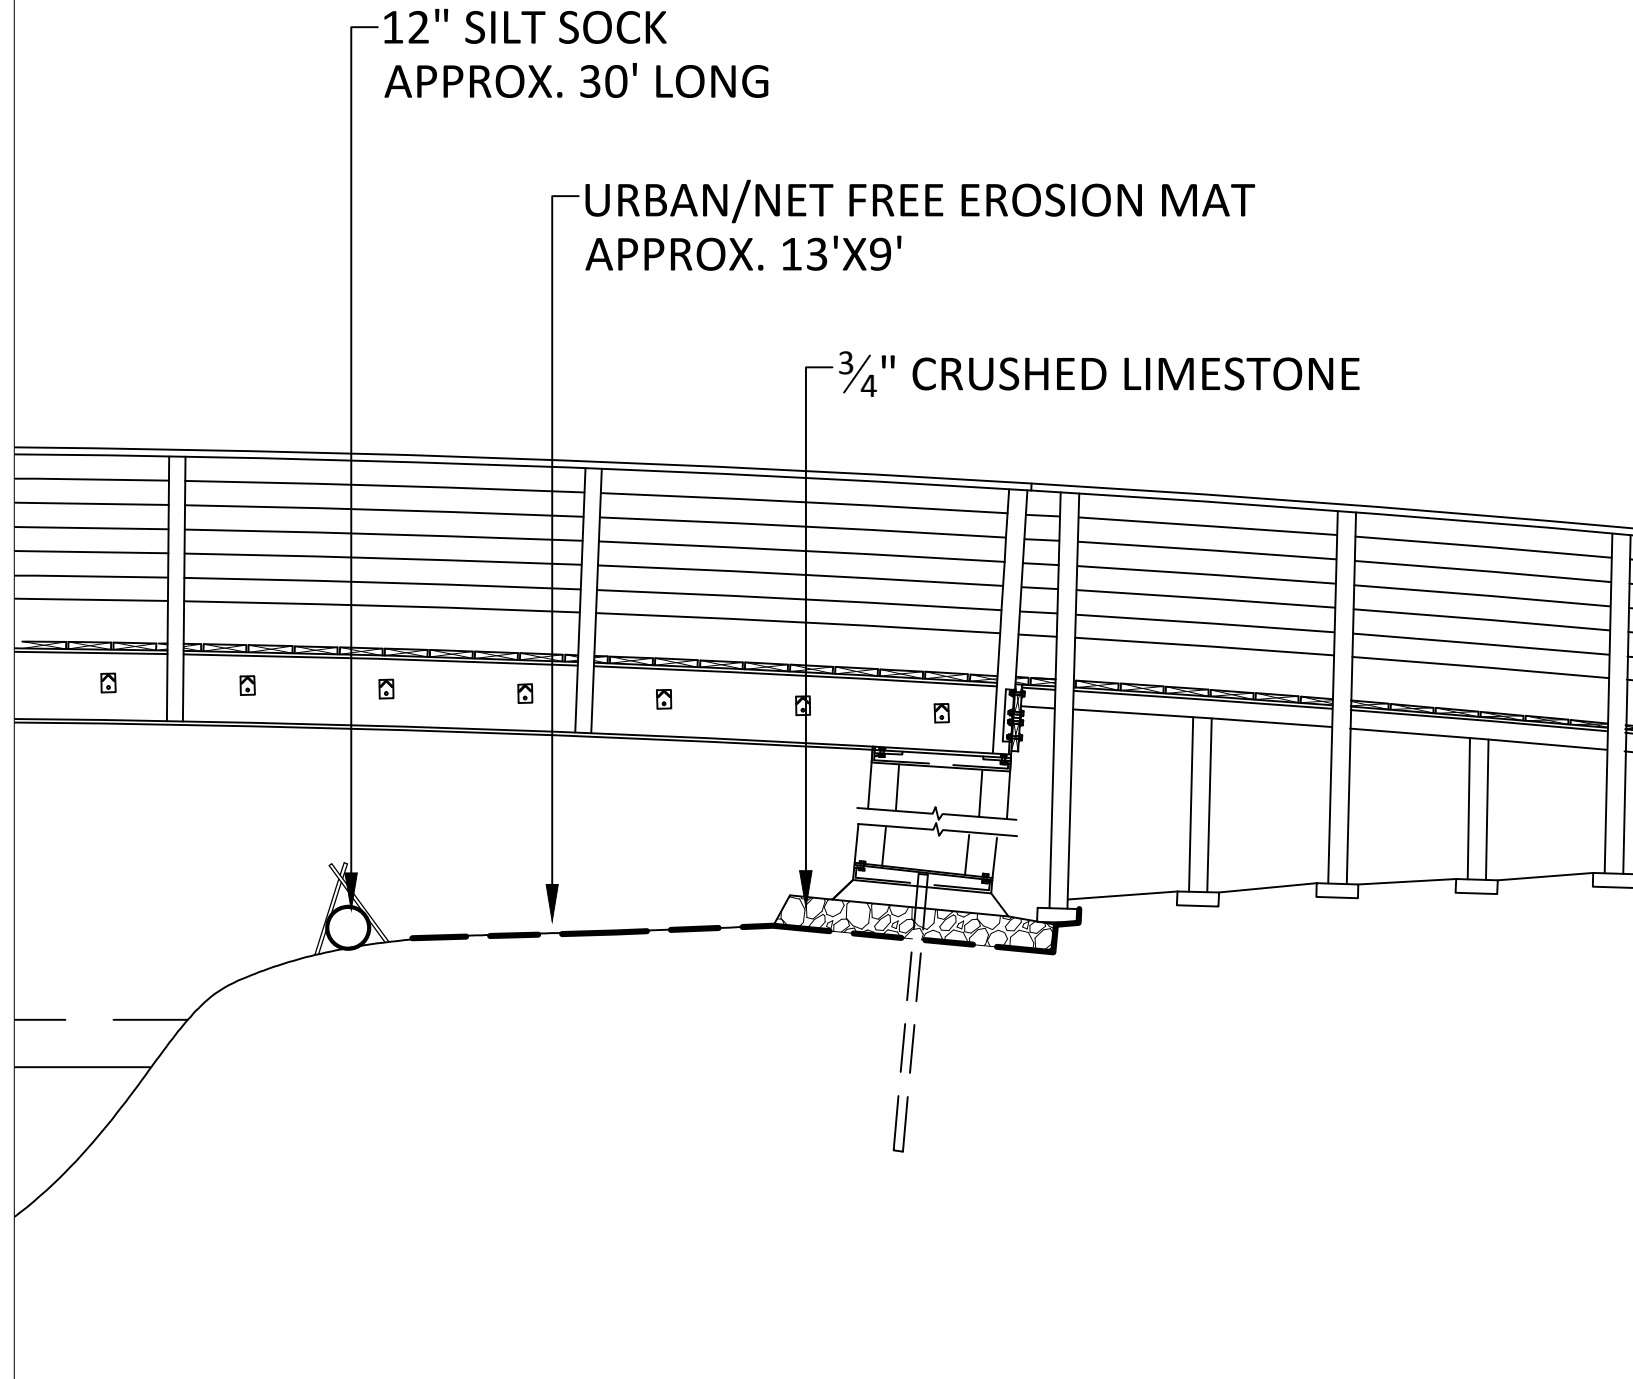 12" SILT SOCK
APPROX. 30' LONG
URBAN/NET FREE EROSION MAT
APPROX. 13'X9'
3/4" CRUSHED LIMESTONE